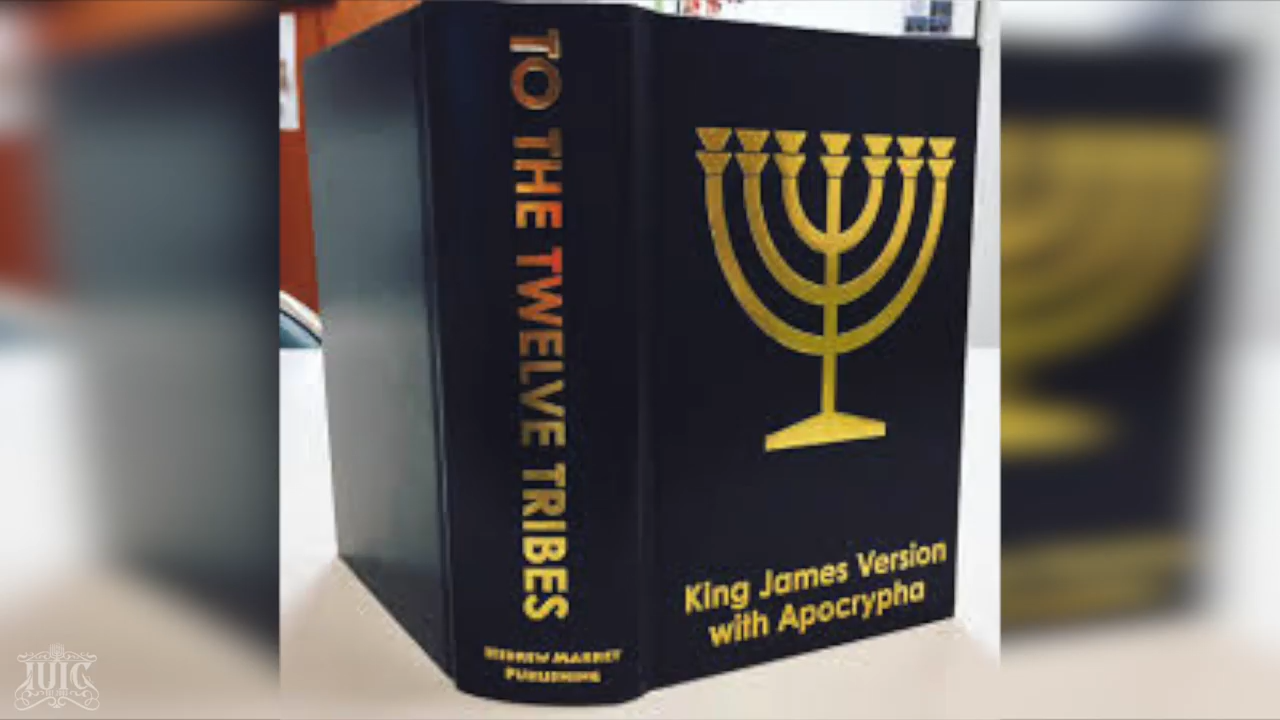 TO THE TWELVE TRIBES
HEBREW MARKET
PUBLISHING
King James Version
with Apocrypha
IUIC